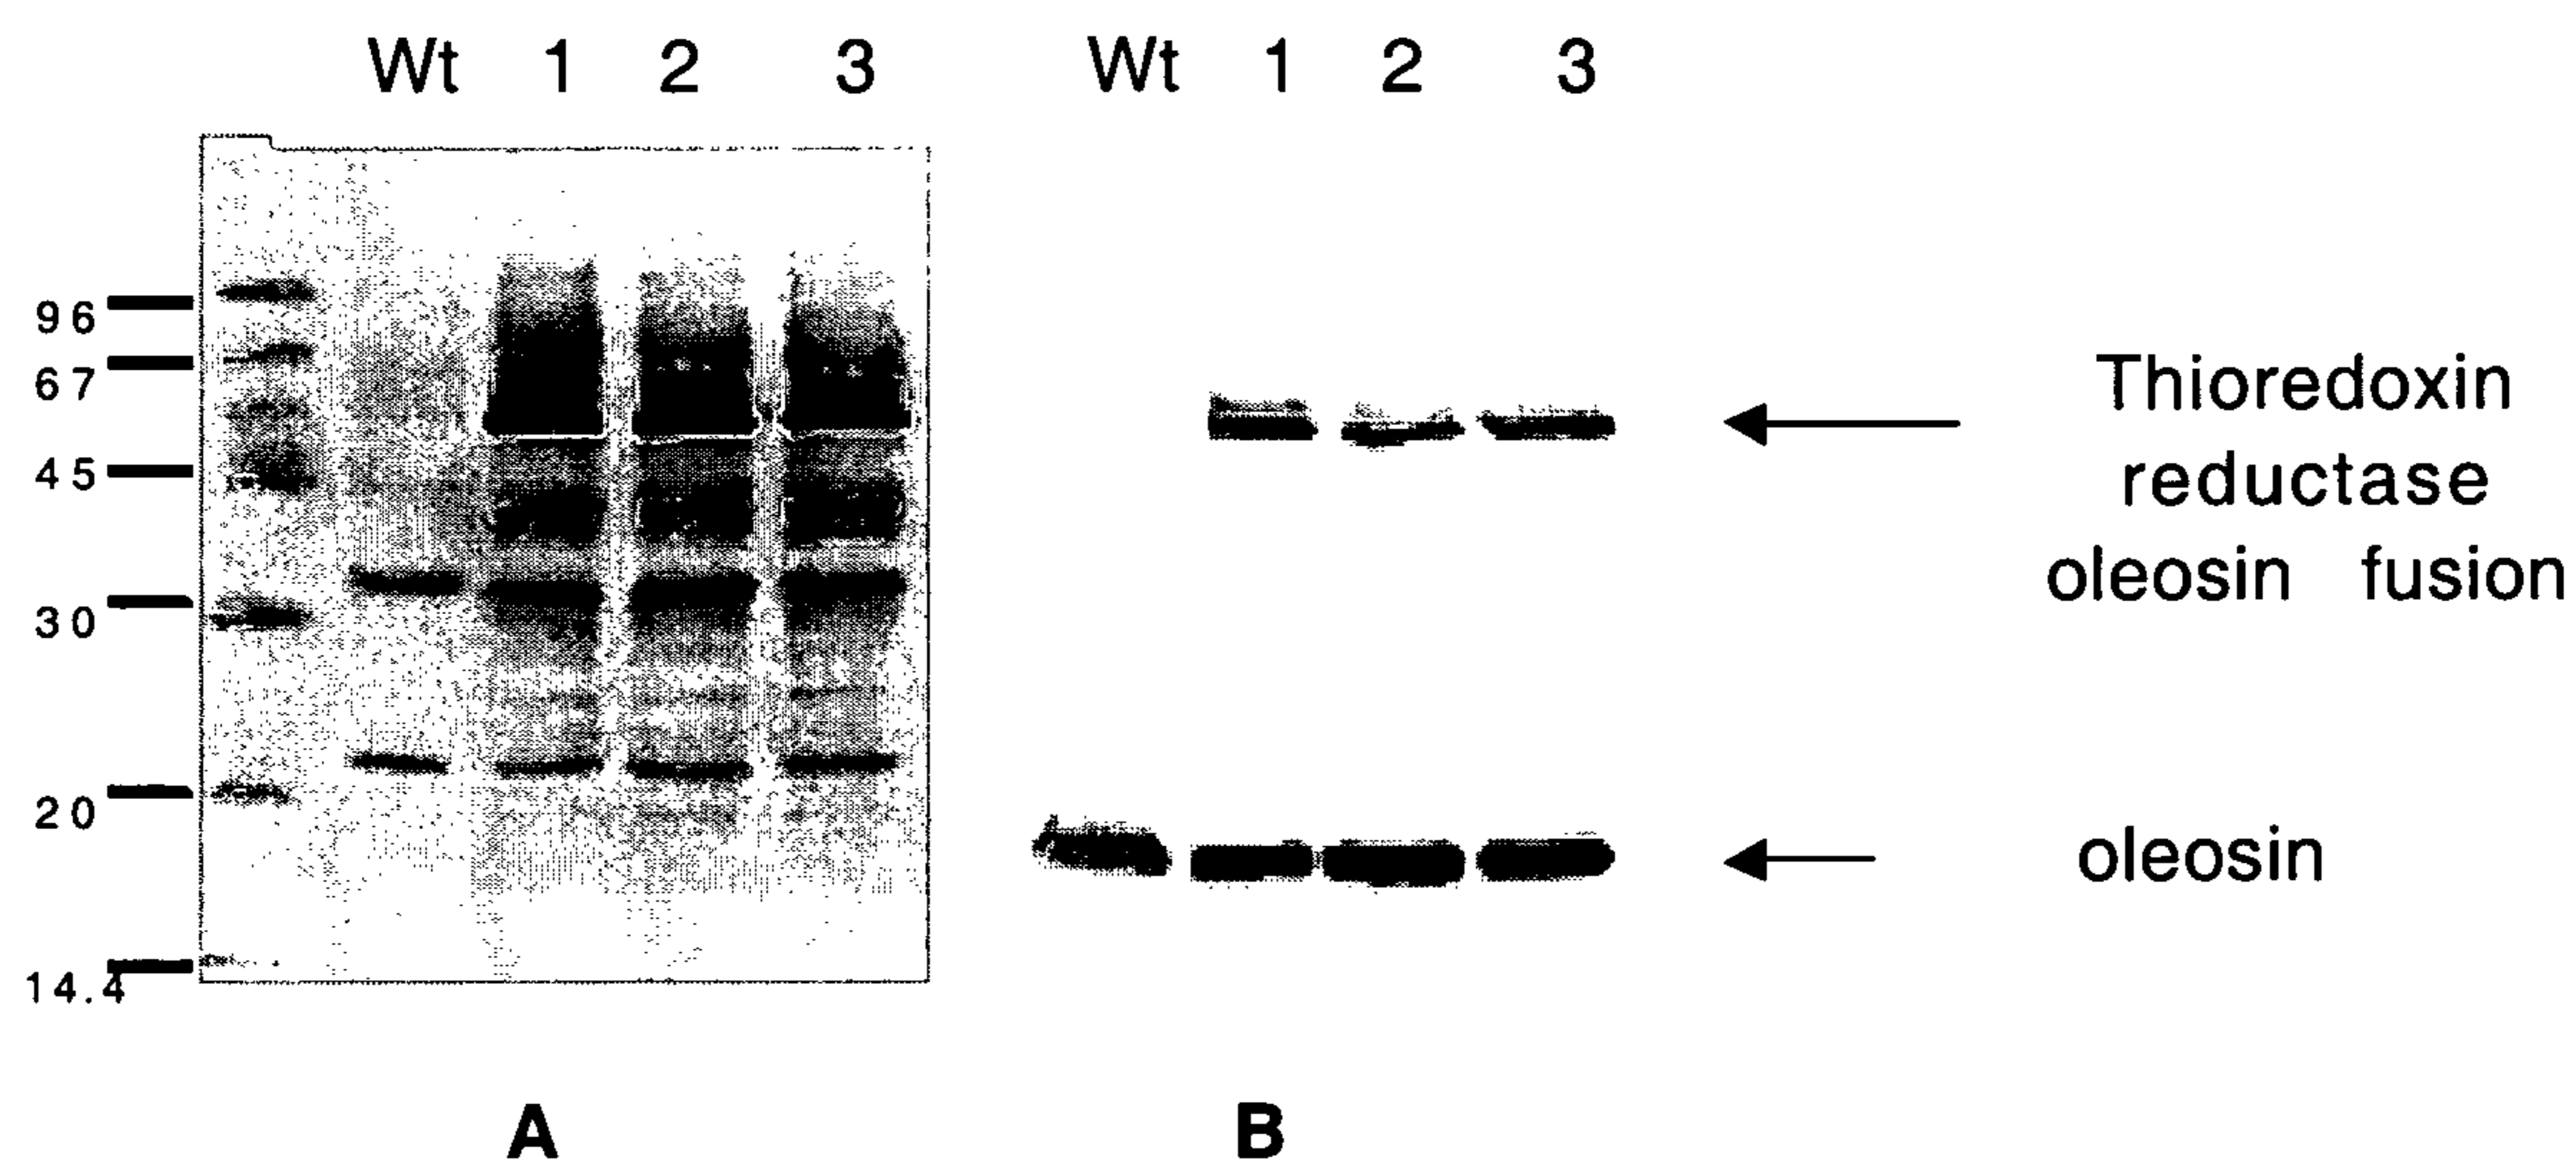 Wt 1 2 3
Wt 1 2 3
96
67
45
30
20
14.4
Thioredoxin
reductase
oleosin fusion
oleosin
A
B